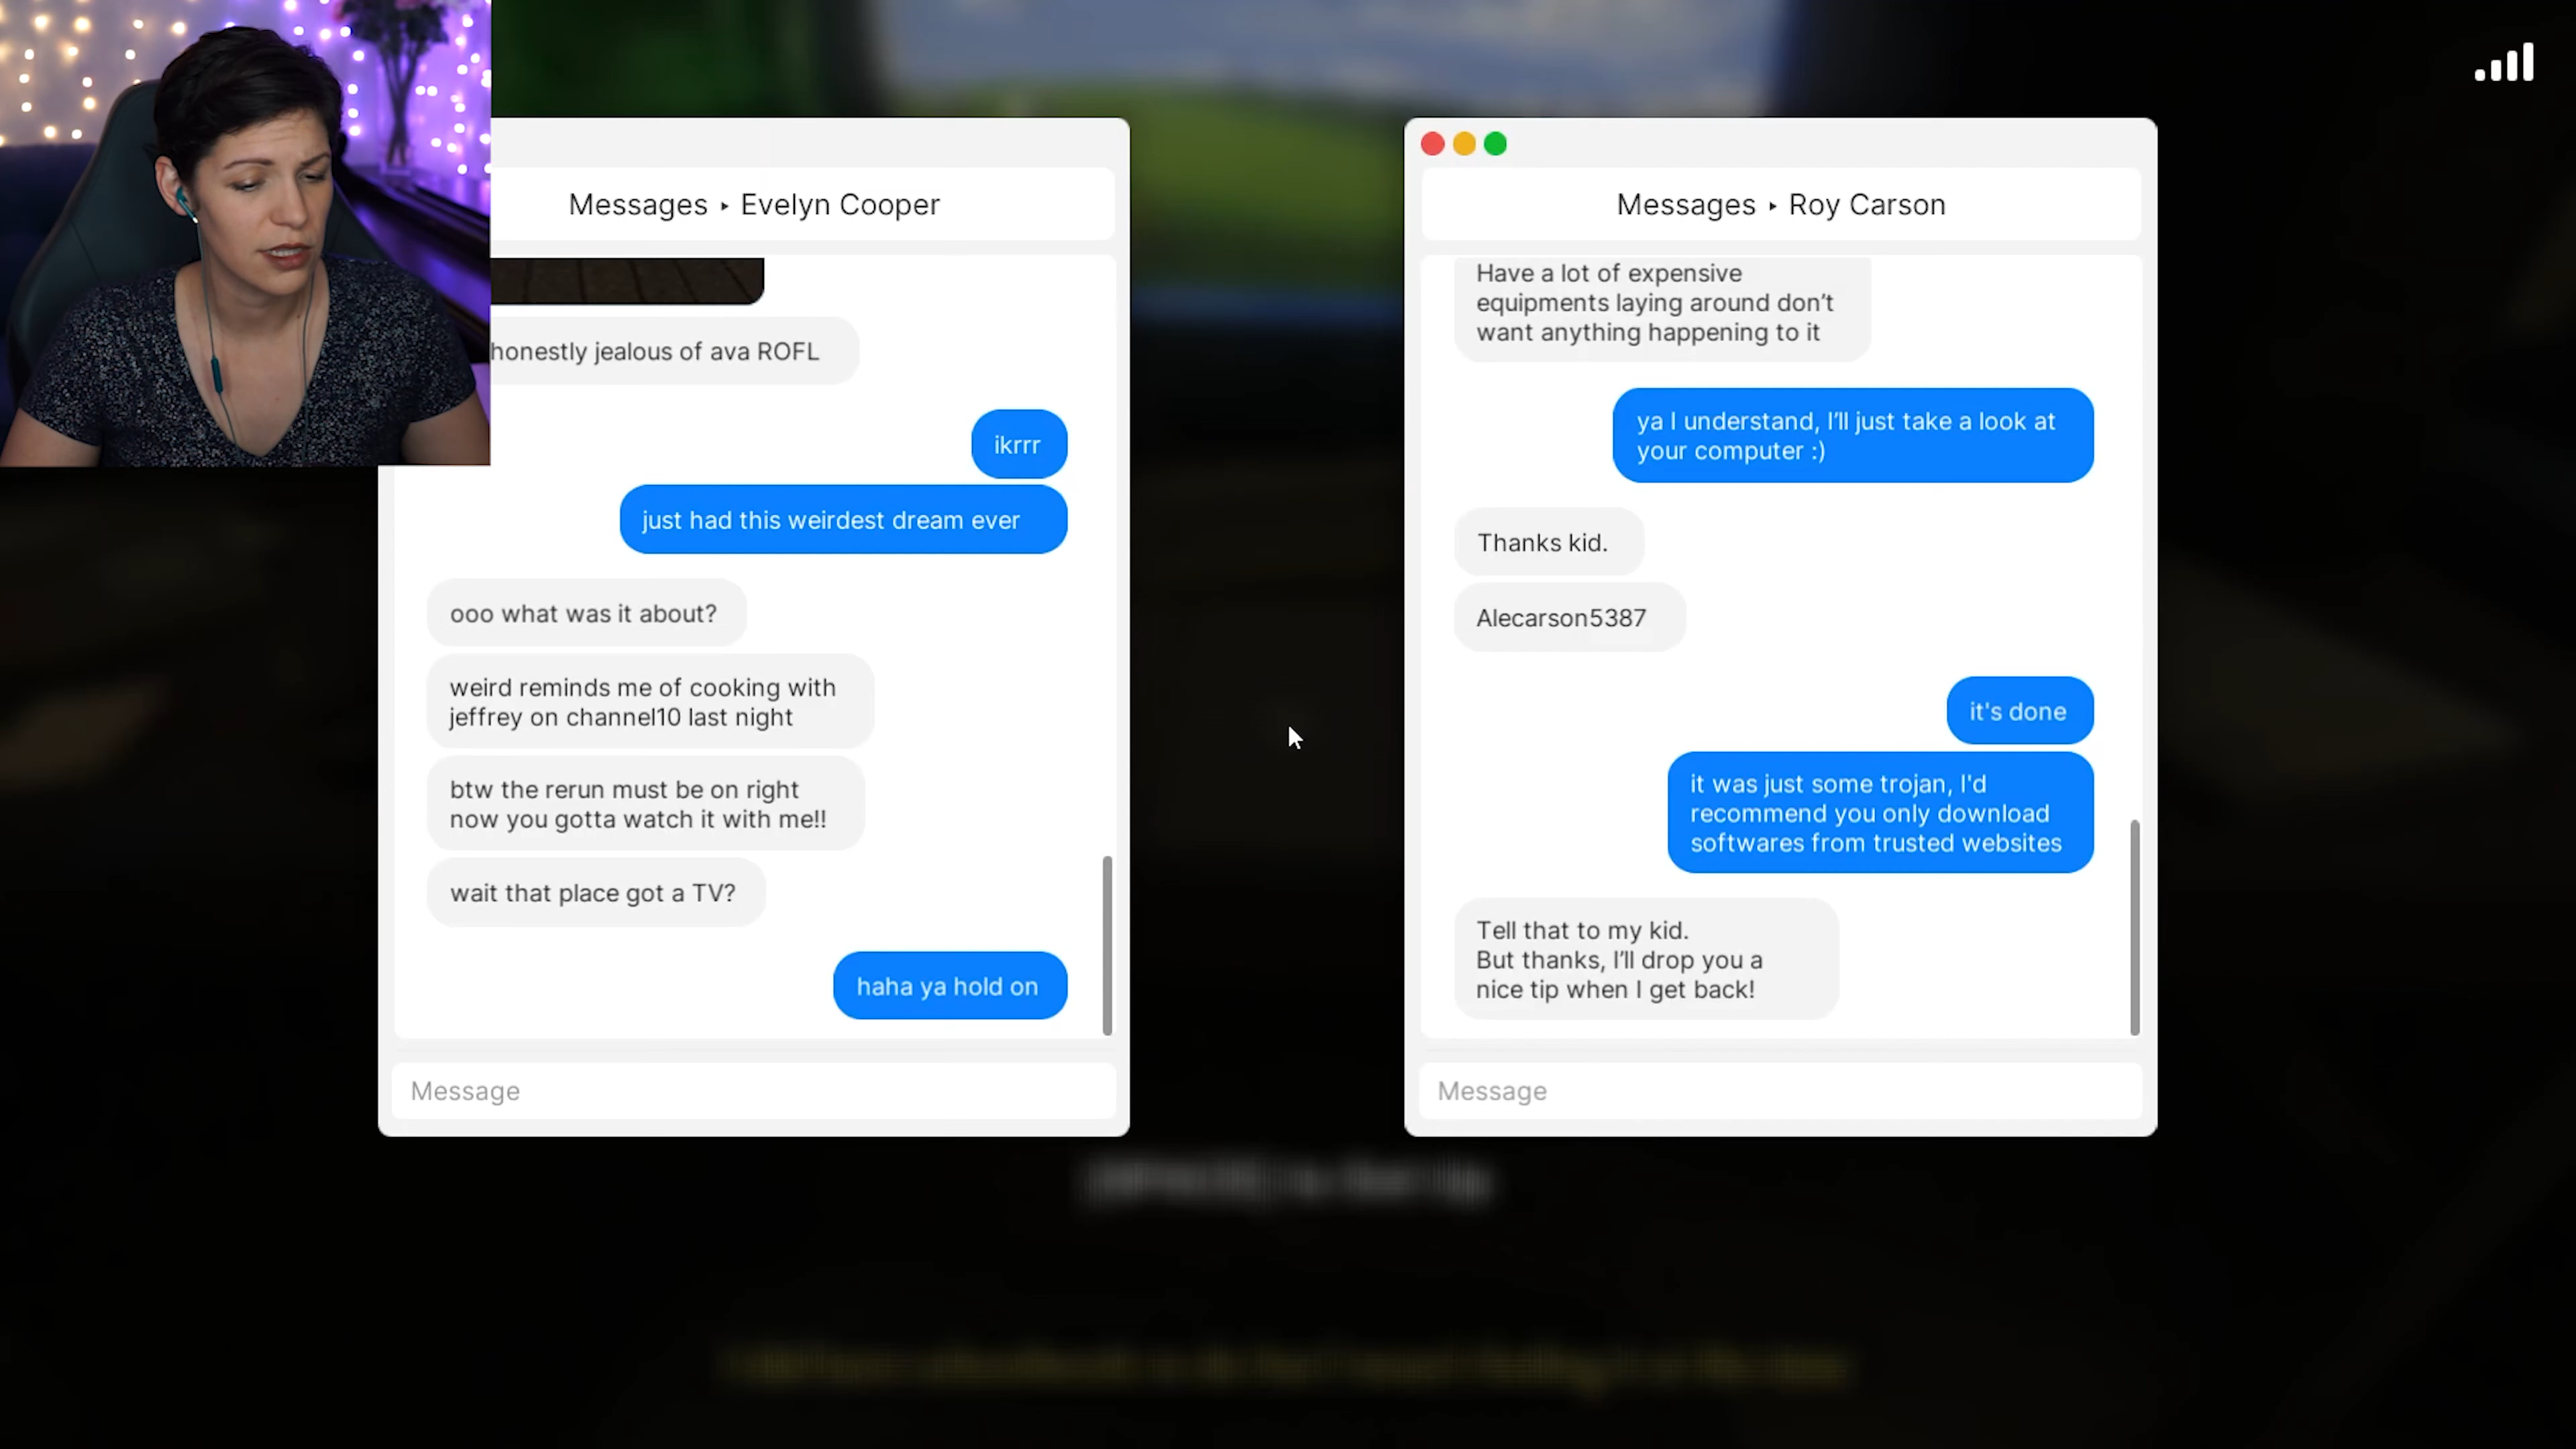 Messages ▸ Evelyn Cooper
honestly jealous of ava ROFL
ikrrr
just had this weirdest dream ever
ooo what was it about?
weird reminds me of cooking with
jeffrey on channel10 last night
btw the rerun must be on right
now you gotta watch it with me!!
wait that place got a TV?
haha ya hold on
Message
Messages ▸ Roy Carson
Have a lot of expensive
equipments laying around don’t
want anything happening to it
ya I understand, I’ll just take a look at
your computer :)
Thanks kid.
Alecarson5387
it's done
it was just some trojan, I'd
recommend you only download
softwares from trusted websites
Tell that to my kid.
But thanks, I’ll drop you a
nice tip when I get back!
Message